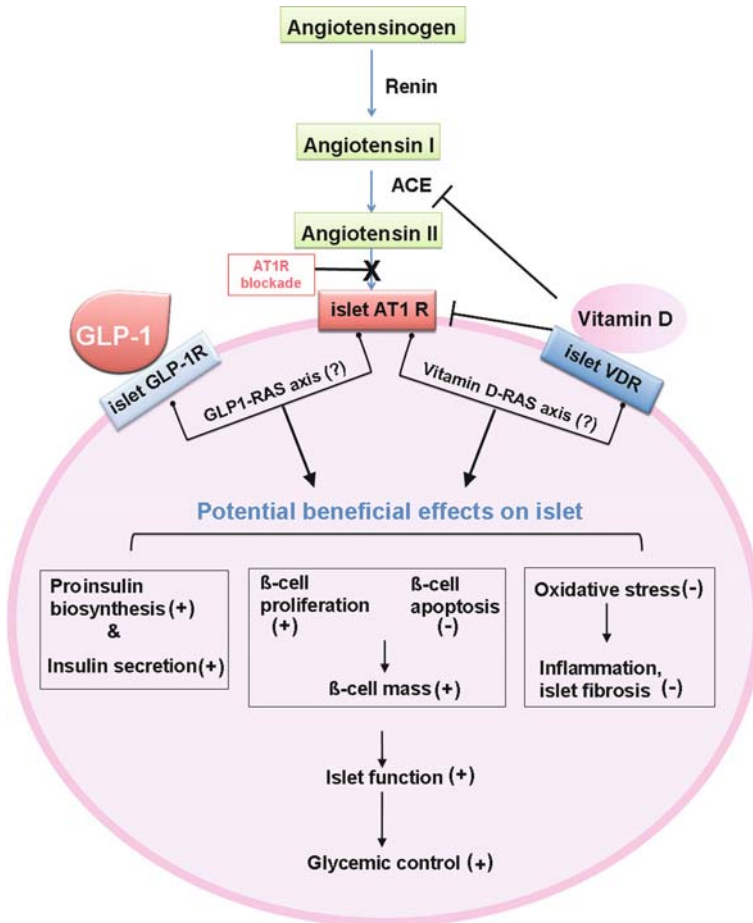 Angiotensinogen
Renin
Angiotensin I
ACE
Angiotensin II
AT1R
blockade
X
islet AT1 R
GLP-1
islet GLP-1R
Vitamin D
islet VDR
GLP1-RAS axis (?)
Vitamin D-RAS axis (?)
Potential beneficial effects on islet
Proinsulin
biosynthesis (+)
&
Insulin secretion (+)
ß-cell
proliferation
(+)
ß-cell
apoptosis
(-)
ß-cell mass (+)
Oxidative stress (-)
Inflammation,
islet fibrosis (-)
Islet function (+)
Glycemic control (+)